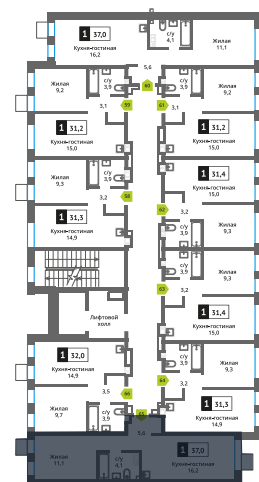 1 37,0
Кухня-гостиная
16,2
с/у
4,1
Жилая
11,1
5,6
Жилая
9,2
с/у
3,9
60
с/у
3,9
Жилая
9,2
3,1
59
61
3,1
1 31,2
Кухня-гостиная
15,0
1 31,2
Кухня-гостиная
15,0
Жилая
9,3
с/у
3,9
1 31,4
Кухня-гостиная
15,0
3,2
58
1 31,3
Кухня-гостиная
14,9
62
3,2
с/у
3,9
Жилая
9,3
с/у
3,9
Жилая
9,3
63
3,2
Лифтовой
холл
1 31,4
Кухня-гостиная
15,0
1 32,0
Кухня-гостиная
14,9
с/у
3,9
Жилая
9,3
64
3,2
3,5
66
Жилая
9,7
с/у
3,9
1 31,3
Кухня-гостиная
14,9
65
5,6
Жилая
11,1
с/у
4,1
1 37,0
Кухня-гостиная
16,2